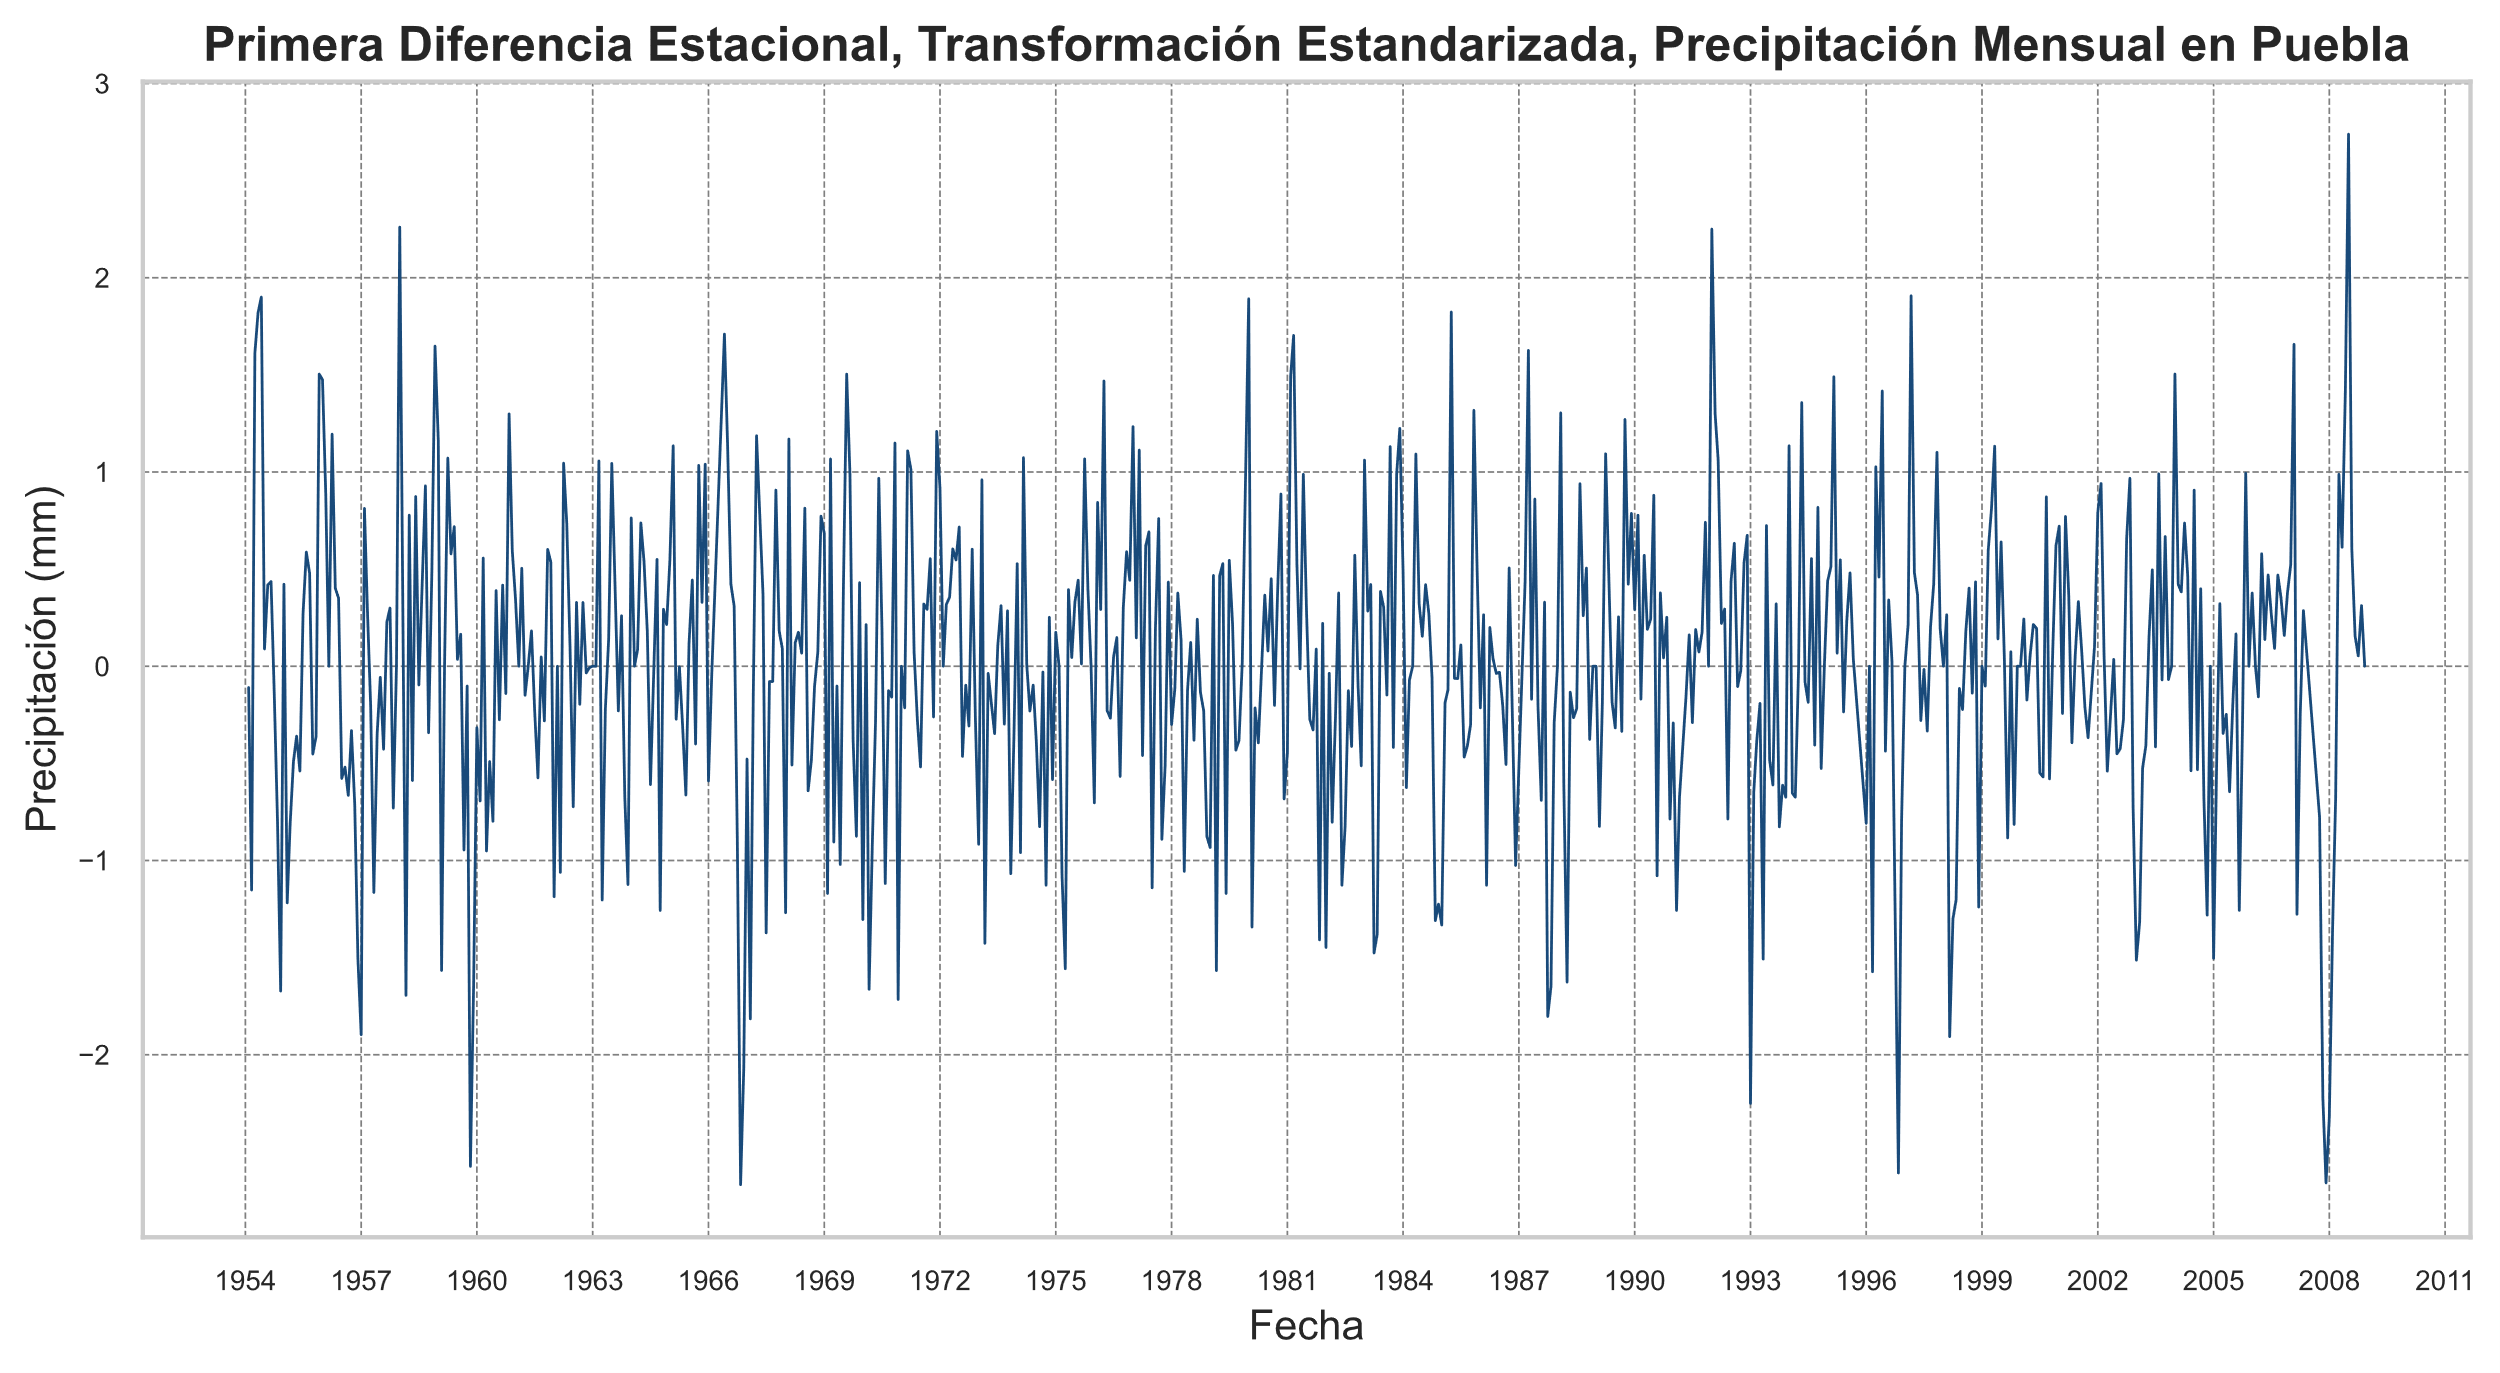 Primera Diferencia Estacional, Transformación Estandarizada, Precipitación Mensual en Puebla
3
2
1
0
−1
−2
Precipitación (mm)
1954 1957 1960 1963 1966 1969 1972 1975 1978 1981 1984 1987 1990 1993 1996 1999 2002 2005 2008 2011
Fecha